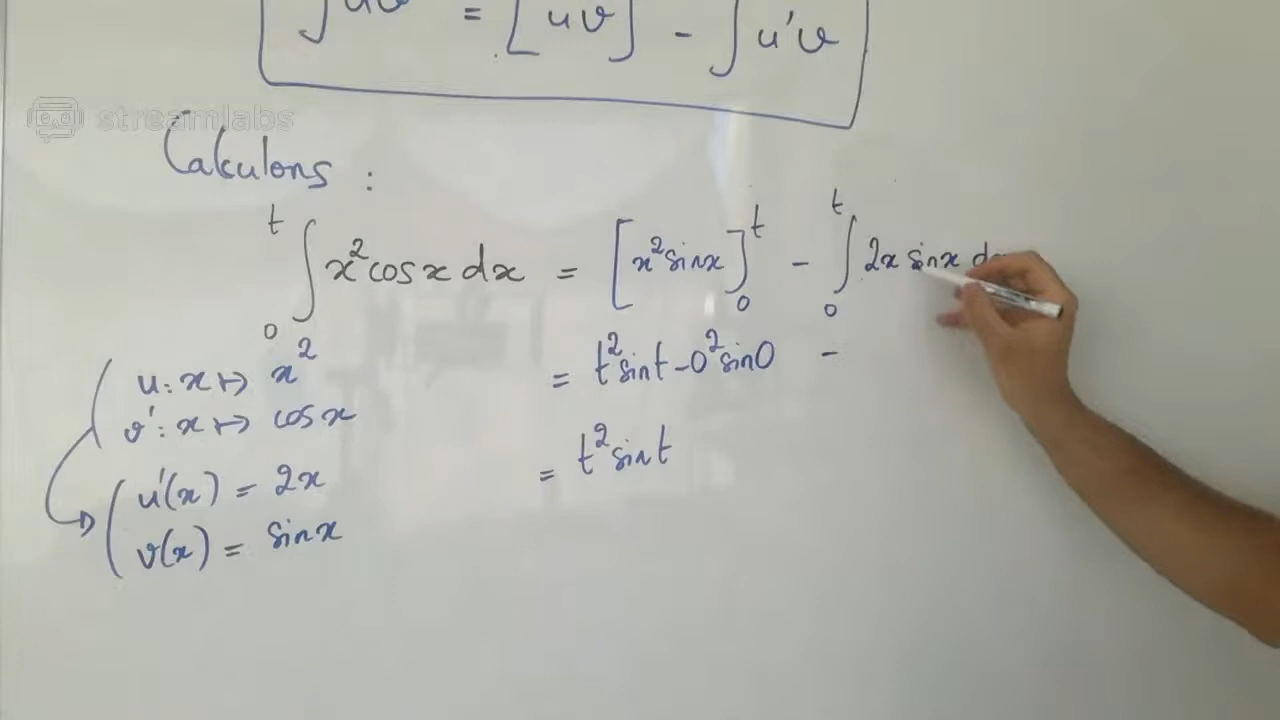 ∫uv' = [uv] - ∫u'v
streamlabs
Calculons :
∫₀ᵗ x² cos x dx = [x² sin x]₀ᵗ - ∫₀ᵗ 2x sin x dx
u : x ↦ x²
v' : x ↦ cos x
= t² sin t - 0² sin 0 -
= t² sin t
u'(x) = 2x
v(x) = sin x